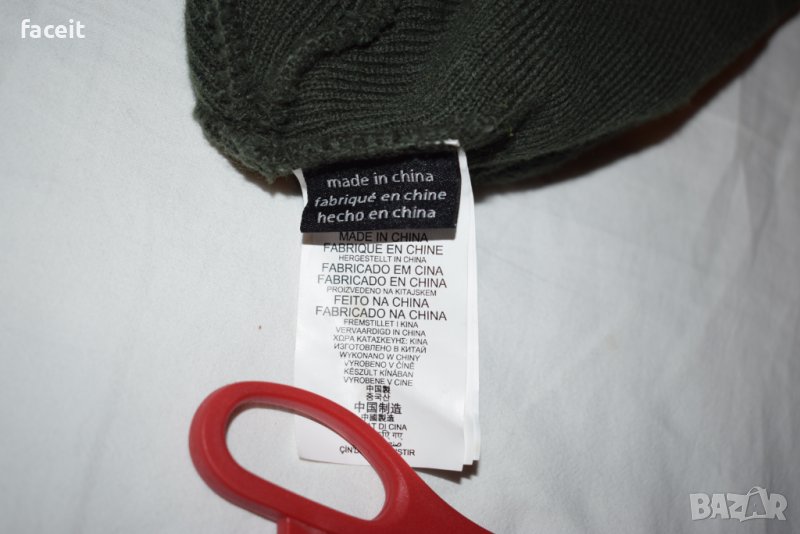 faceit
made in china
fabriqué en chine
hecho en china
MADE IN CHINA
FABRIQUE EN CHINE
HERGESTELLT IN CHINA
FABRICADO EM CINA
FABRICADO EN CHINA
PROIZVEDENO NA KITAJSKEM
FEITO NA CHINA
FABRICADO NA CHINA
FREMSTILLET I KINA
VERVAARDIGD IN CHINA
ΧΩΡΑ ΚΑΤΑΣΚΕΥΗΣ: ΚΙΝΑ
ИЗГОТОВЛЕНО В КИТАЙ
WYKONANO W CHINY
VYROBENO V ČÍNĚ
KÉSZÜLT KÍNÁBAN
VYROBENE V CINE
中国製
중국산
中国制造
中國製造
DI CINA
BAZAR